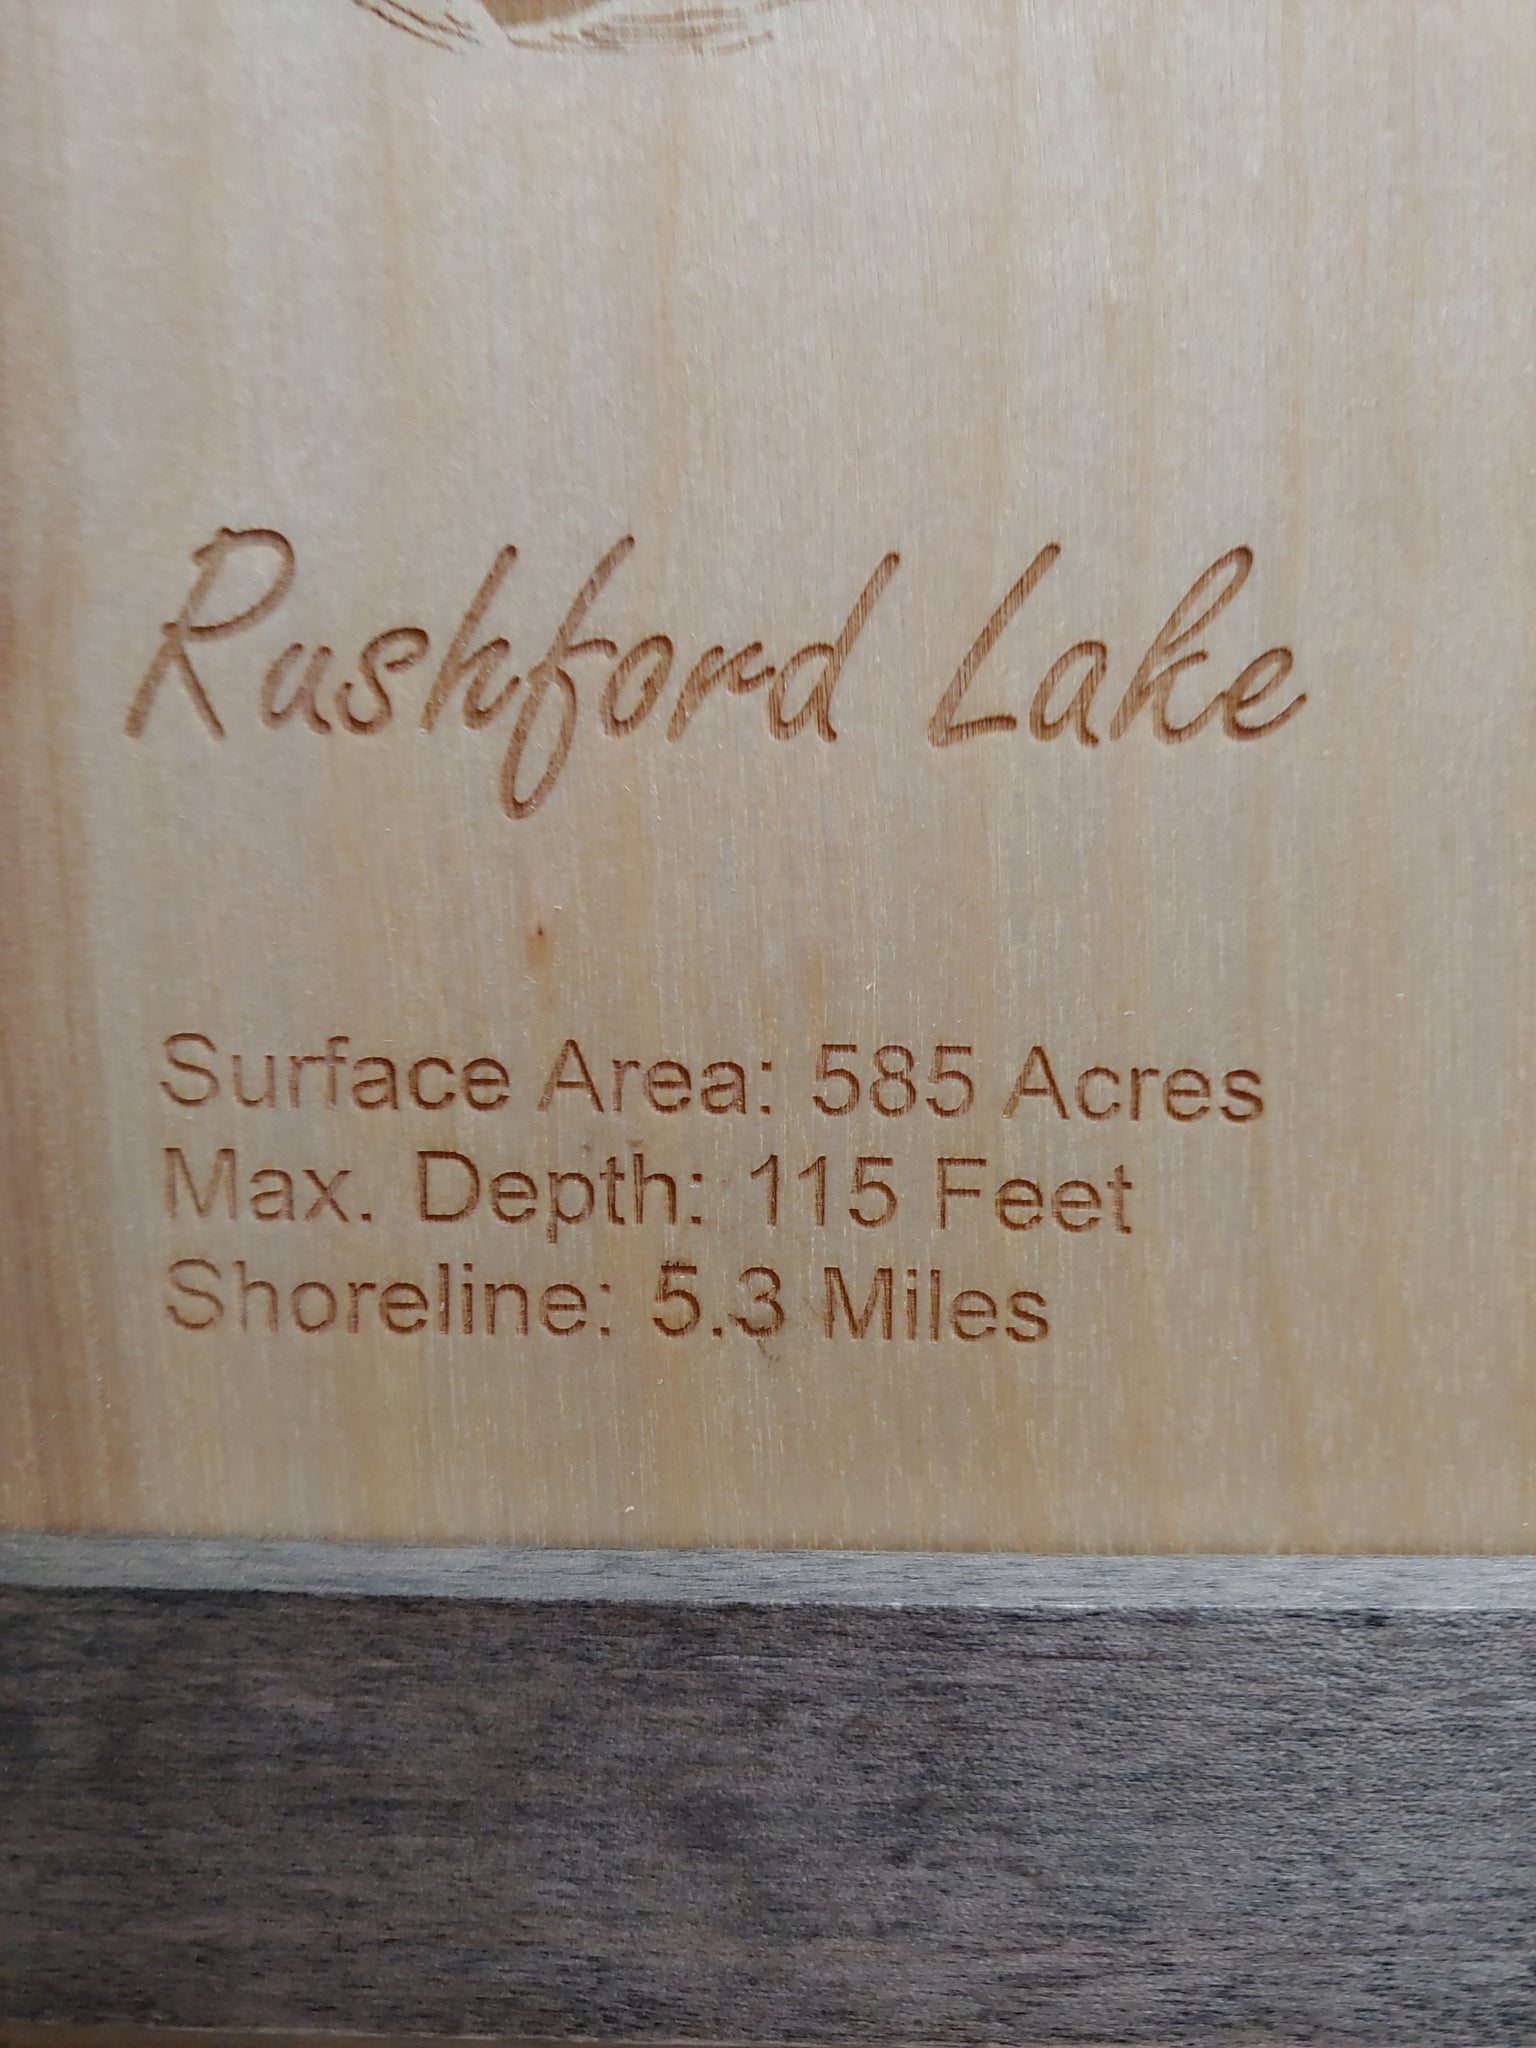 Rushford Lake
Surface Area: 585 Acres
Max. Depth: 115 Feet
Shoreline: 5.3 Miles